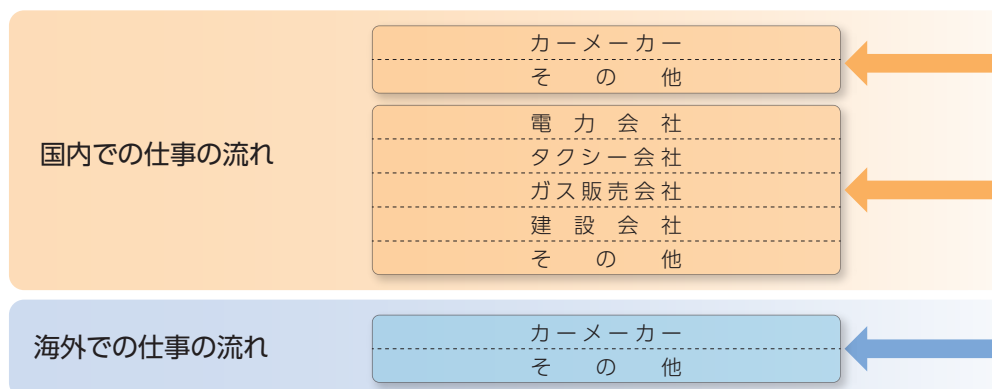 カーメーカー
その他
電力会社
国内での仕事の流れ
タクシー会社
ガス販売会社
建設会社
その他
海外での仕事の流れ
カーメーカー
その他